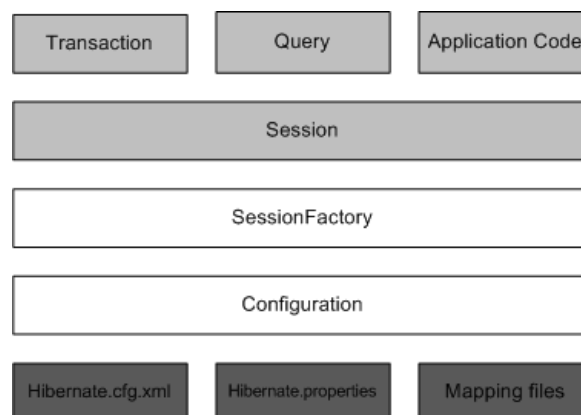 Transaction
Query
Application Code
Session
SessionFactory
Configuration
Hibernate.cfg.xml
Hibernate.properties
Mapping files